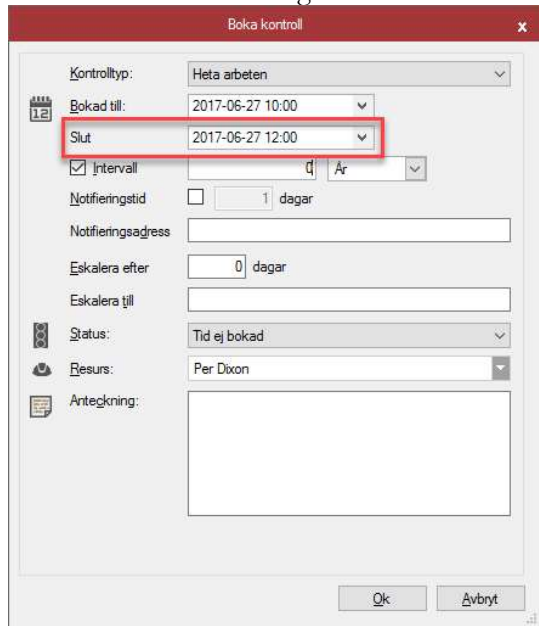 Boka kontroll x
Kontrolltyp: Heta arbeten
12 Bokad till: 2017-06-27 10:00
Slut 2017-06-27 12:00
Intervall 0 År
Notifieringstid 1 dagar
Notifieringsadress
Eskalera efter 0 dagar
Eskalera till
Status: Tid ej bokad
Resurs: Per Dixon
Anteckning:
Ok Avbryt